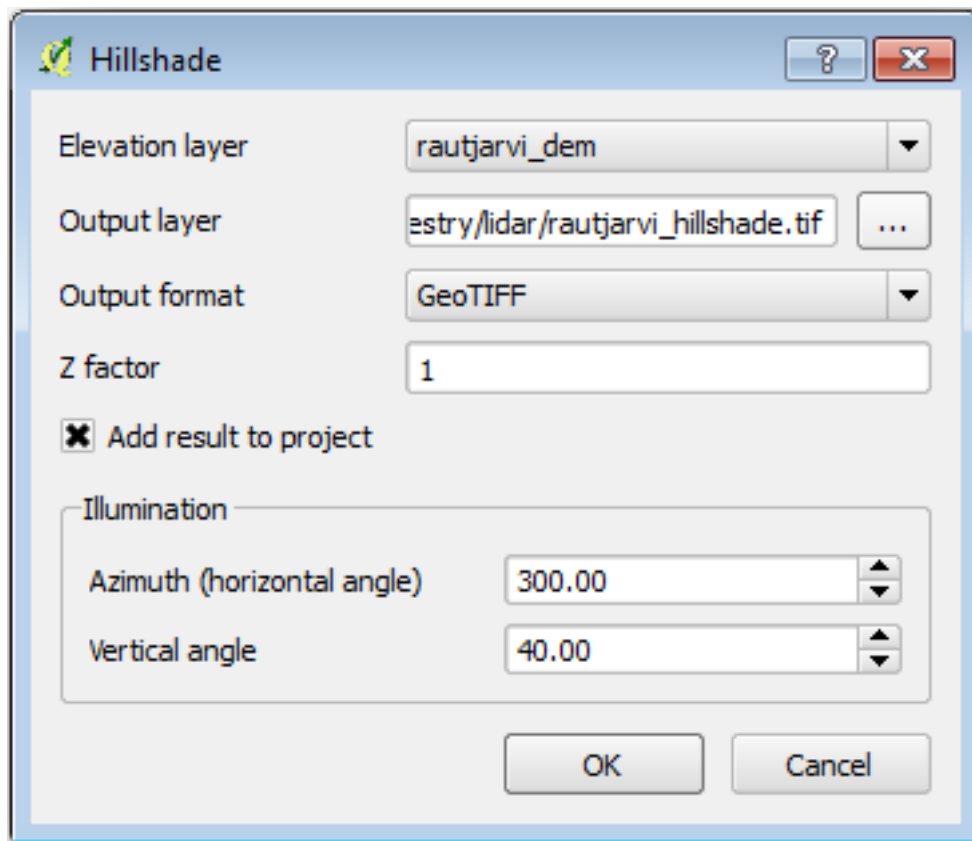 Hillshade
?
Elevation layer rautjarvi_dem
Output layer estry/lidar/rautjarvi_hillshade.tif ...
Output format GeoTIFF
Z factor 1
Add result to project
Illumination
Azimuth (horizontal angle) 300.00
Vertical angle 40.00
OK Cancel